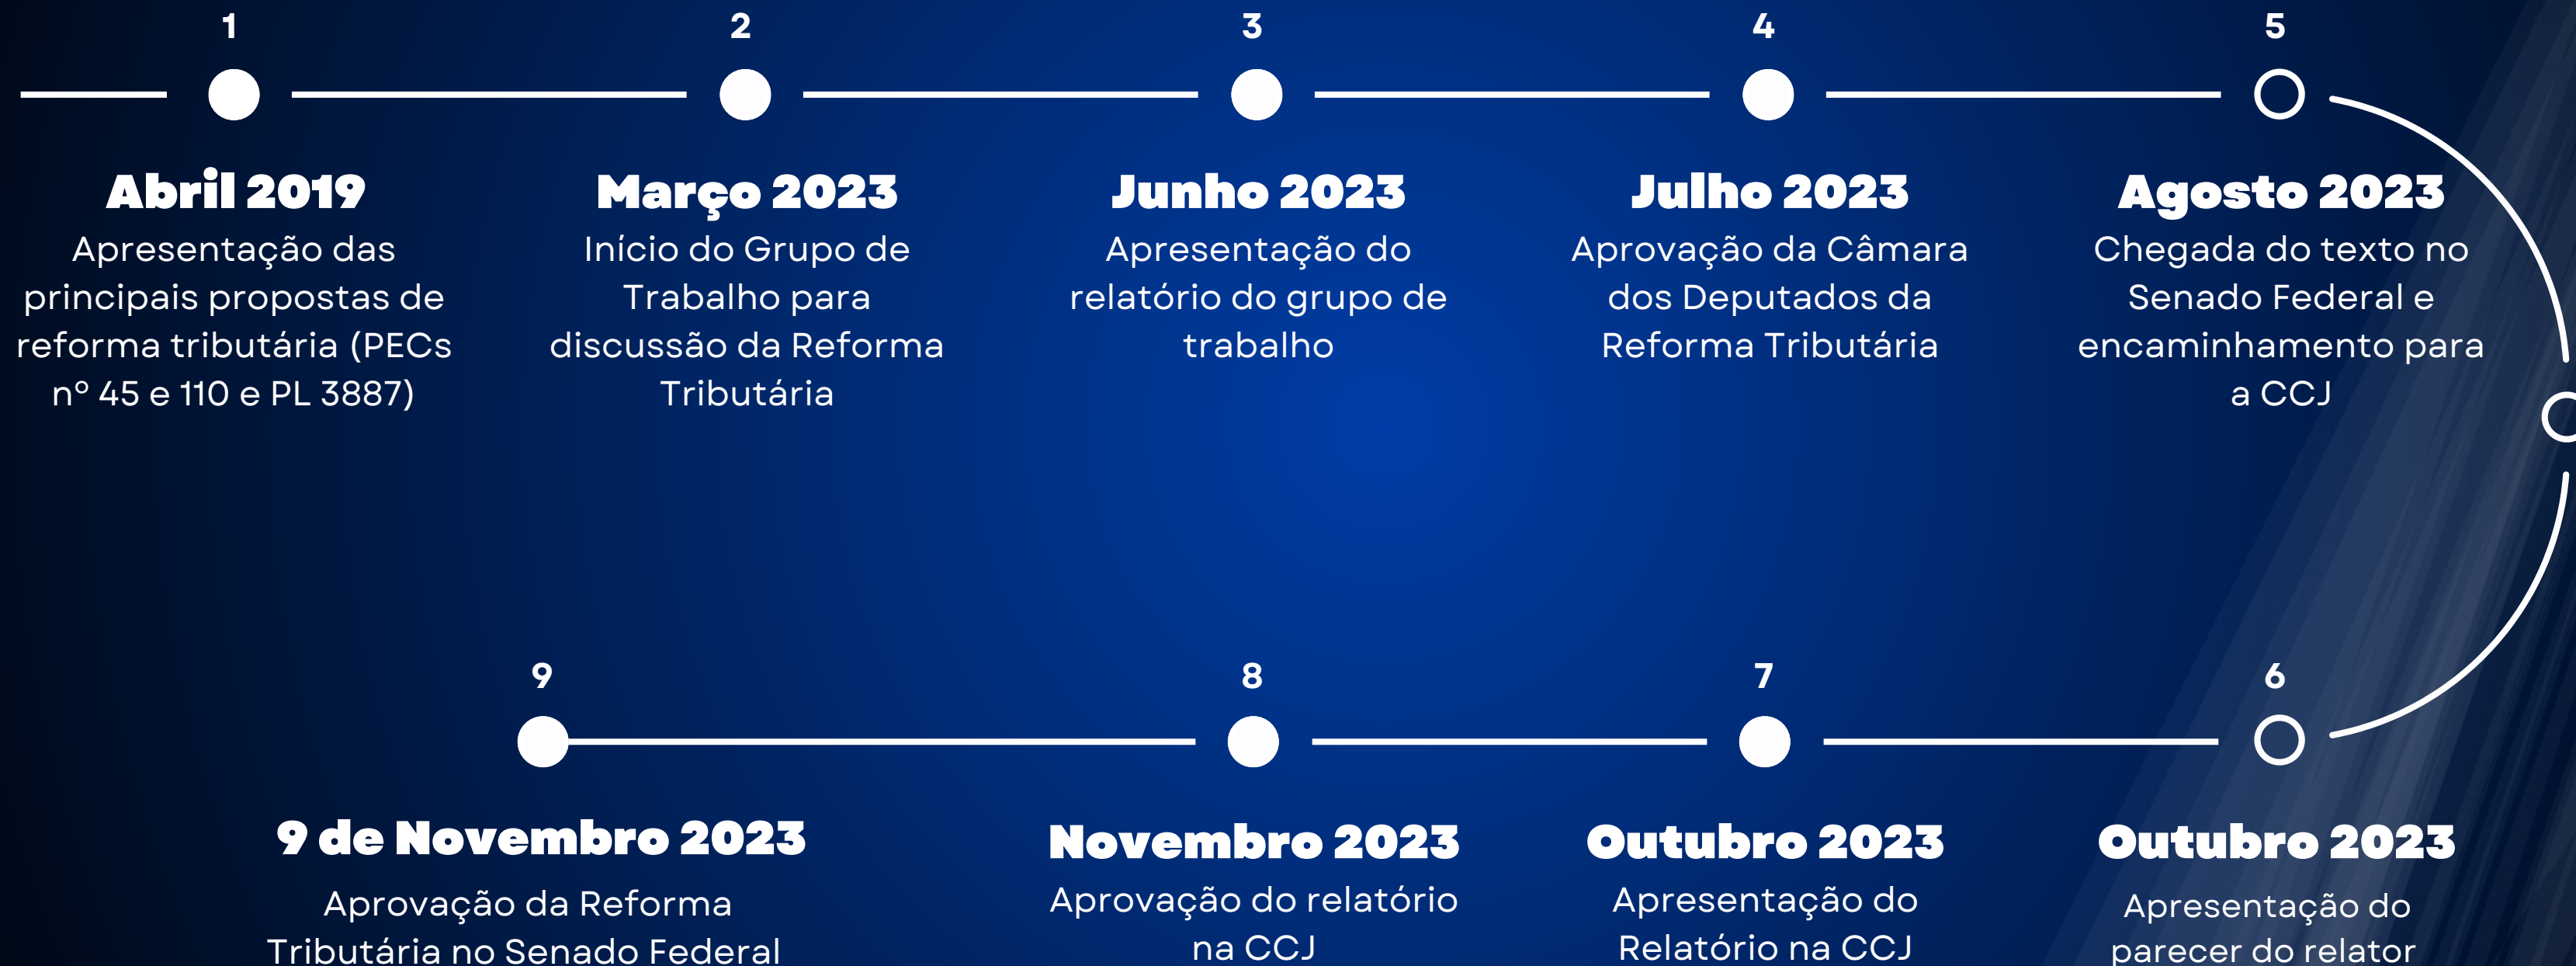 1
Abril 2019
Apresentação das
principais propostas de
reforma tributária (PECs
nº 45 e 110 e PL 3887)
2
Março 2023
Início do Grupo de
Trabalho para
discussão da Reforma
Tributária
3
Junho 2023
Apresentação do
relatório do grupo de
trabalho
4
Julho 2023
Aprovação da Câmara
dos Deputados da
Reforma Tributária
5
Agosto 2023
Chegada do texto no
Senado Federal e
encaminhamento para
a CCJ
6
Outubro 2023
Apresentação do
parecer do relator
7
Outubro 2023
Apresentação do
Relatório na CCJ
8
Novembro 2023
Aprovação do relatório
na CCJ
9
9 de Novembro 2023
Aprovação da Reforma
Tributária no Senado Federal